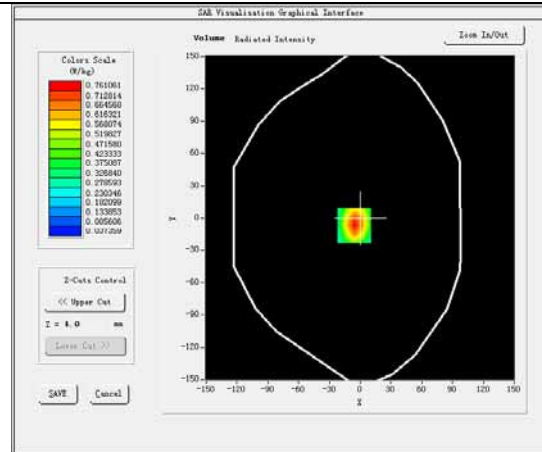 SAR Visualisation Graphical Interface
Volume Radiated Intensity
Zoom In/Out
Colors Scale
(W/kg)
0.761061
0.712814
0.664568
0.616321
0.568074
0.519827
0.471580
0.423333
0.375087
0.326840
0.278593
0.230346
0.182099
0.133853
0.085606
0.037359
Z-Cuts Control
<< Upper Cut
Z = 4.0 mm
Lower Cut >>
SAVE Cancel
150
120
90
60
30
0
-30
-60
-90
-120
-150
Y
-150 -120 -90 -60 -30 0 30 60 90 120 150
X